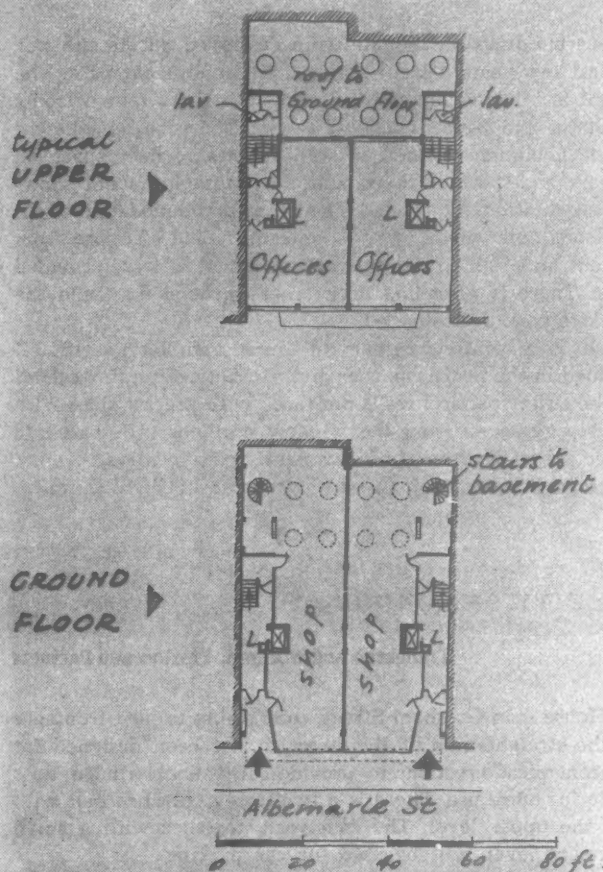 roof to
lav Ground Floor lav.
typical
UPPER
FLOOR
L L
Offices Offices
stairs to
basement
GROUND
FLOOR
shop shop
L L
Albemarle St
0 20 40 60 80 ft.